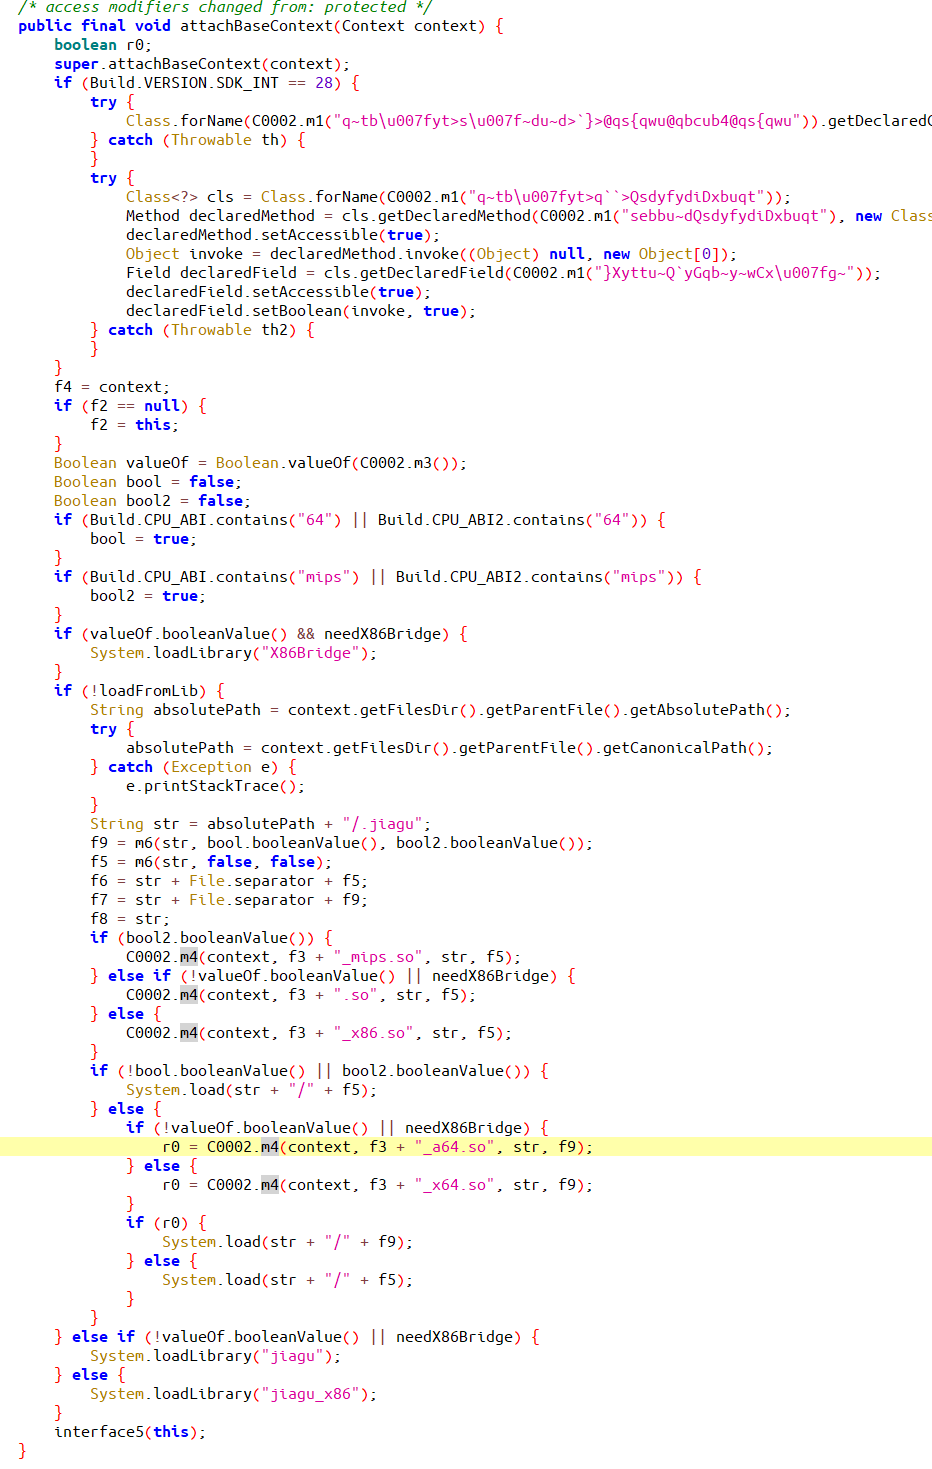 /* access modifiers changed from: protected */
public final void attachBaseContext(Context context) {
    boolean r0;
    super.attachBaseContext(context);
    if (Build.VERSION.SDK_INT == 28) {
        try {
            Class.forName(C0002.m1("q~tb\u007fyt>s\u007f~du~d>`}>@qs{qwu@qbcub4@qs{qwu")).getDeclaredC
        } catch (Throwable th) {
        }
        try {
            Class<?> cls = Class.forName(C0002.m1("q~tb\u007fyt>q``>QsdyfydiDxbuqt"));
            Method declaredMethod = cls.getDeclaredMethod(C0002.m1("sebbu~dQsdyfydiDxbuqt"), new Class
            declaredMethod.setAccessible(true);
            Object invoke = declaredMethod.invoke((Object) null, new Object[0]);
            Field declaredField = cls.getDeclaredField(C0002.m1("}Xyttu~Q`yGqb~y~wCx\u007fg~"));
            declaredField.setAccessible(true);
            declaredField.setBoolean(invoke, true);
        } catch (Throwable th2) {
        }
    }
    f4 = context;
    if (f2 == null) {
        f2 = this;
    }
    Boolean valueOf = Boolean.valueOf(C0002.m3());
    Boolean bool = false;
    Boolean bool2 = false;
    if (Build.CPU_ABI.contains("64") || Build.CPU_ABI2.contains("64")) {
        bool = true;
    }
    if (Build.CPU_ABI.contains("mips") || Build.CPU_ABI2.contains("mips")) {
        bool2 = true;
    }
    if (valueOf.booleanValue() && needX86Bridge) {
        System.loadLibrary("X86Bridge");
    }
    if (!loadFromLib) {
        String absolutePath = context.getFilesDir().getParentFile().getAbsolutePath();
        try {
            absolutePath = context.getFilesDir().getParentFile().getCanonicalPath();
        } catch (Exception e) {
            e.printStackTrace();
        }
        String str = absolutePath + "/.jiagu";
        f9 = m6(str, bool.booleanValue(), bool2.booleanValue());
        f5 = m6(str, false, false);
        f6 = str + File.separator + f5;
        f7 = str + File.separator + f9;
        f8 = str;
        if (bool2.booleanValue()) {
            C0002.m4(context, f3 + "_mips.so", str, f5);
        } else if (!valueOf.booleanValue() || needX86Bridge) {
            C0002.m4(context, f3 + ".so", str, f5);
        } else {
            C0002.m4(context, f3 + "_x86.so", str, f5);
        }
        if (!bool.booleanValue() || bool2.booleanValue()) {
            System.load(str + "/" + f5);
        } else {
            if (!valueOf.booleanValue() || needX86Bridge) {
                r0 = C0002.m4(context, f3 + "_a64.so", str, f9);
            } else {
                r0 = C0002.m4(context, f3 + "_x64.so", str, f9);
            }
            if (r0) {
                System.load(str + "/" + f9);
            } else {
                System.load(str + "/" + f5);
            }
        }
    } else if (!valueOf.booleanValue() || needX86Bridge) {
        System.loadLibrary("jiagu");
    } else {
        System.loadLibrary("jiagu_x86");
    }
    interface5(this);
}